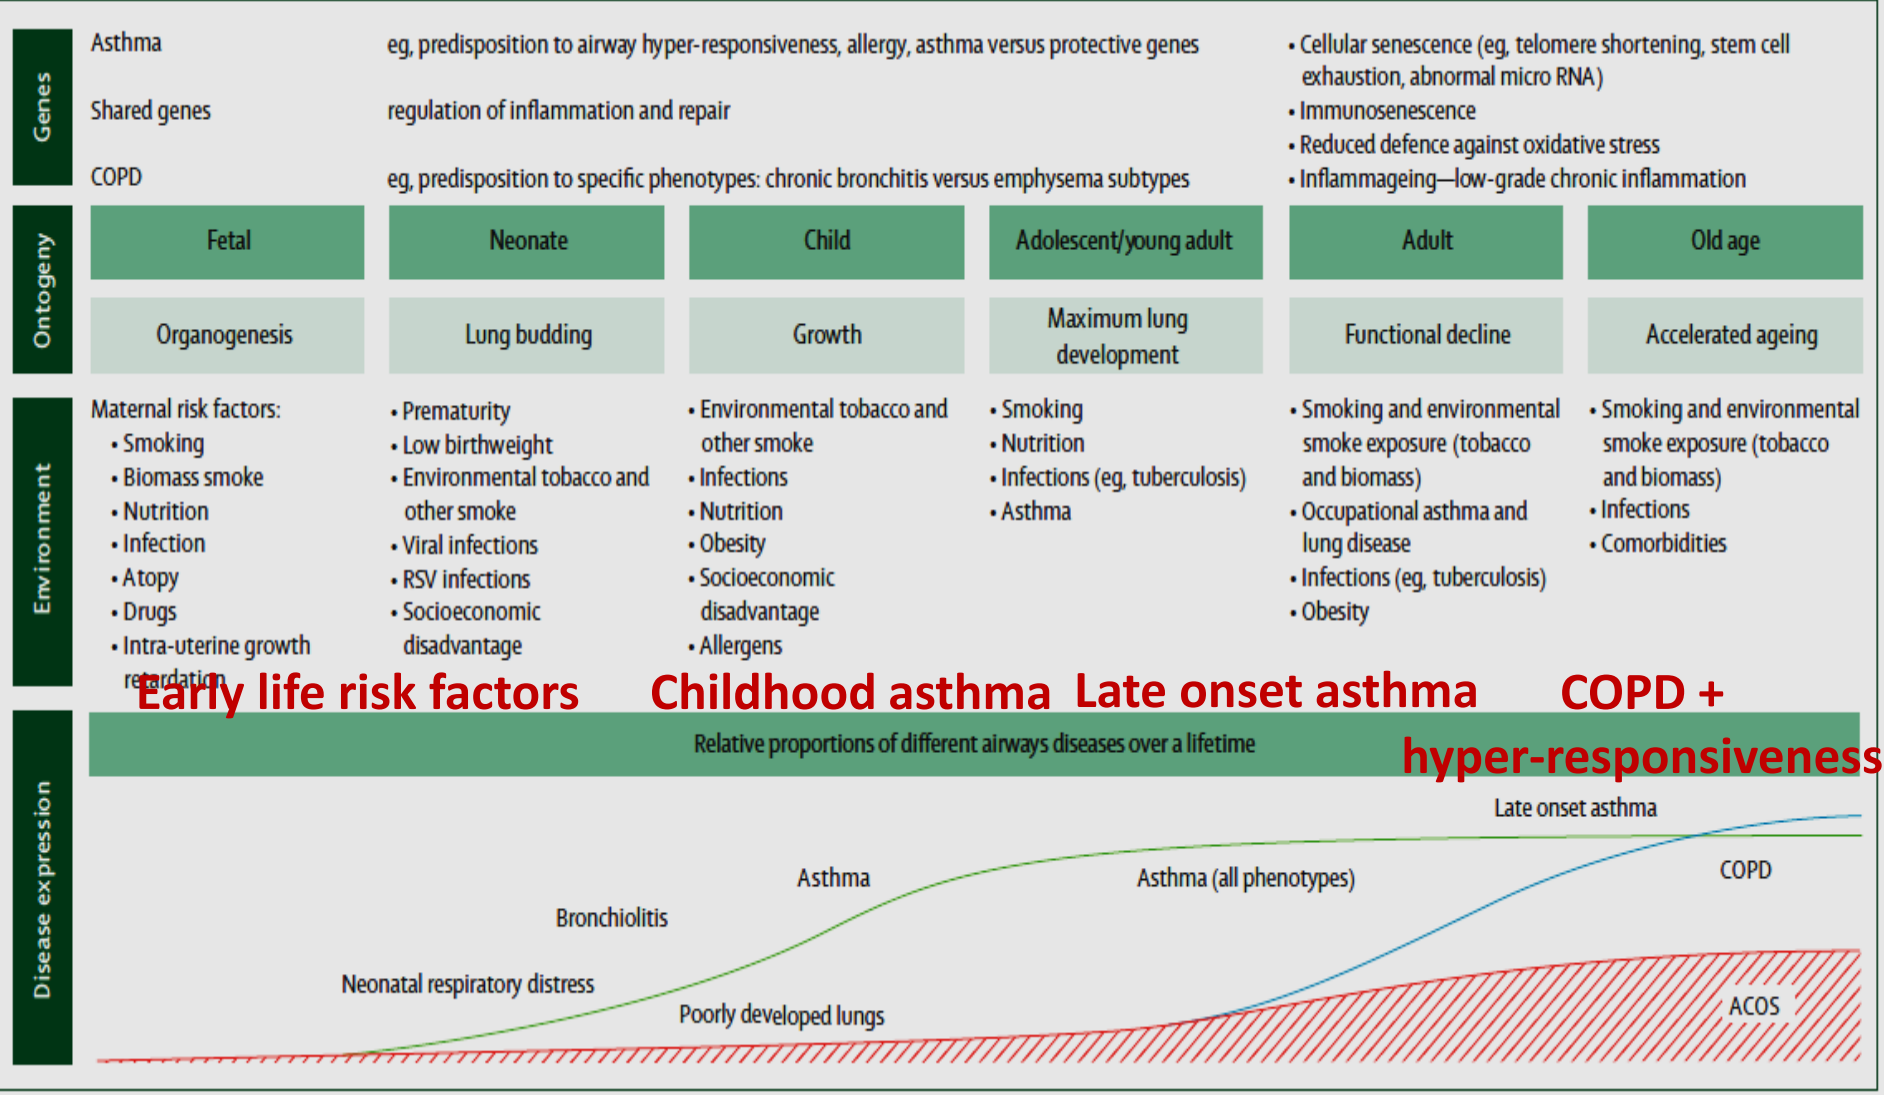 Genes
Asthma
eg, predisposition to airway hyper-responsiveness, allergy, asthma versus protective genes
Shared genes
regulation of inflammation and repair
COPD
eg, predisposition to specific phenotypes: chronic bronchitis versus emphysema subtypes
• Cellular senescence (eg, telomere shortening, stem cell
exhaustion, abnormal micro RNA)
• Immunosenescence
• Reduced defence against oxidative stress
• Inflammageing—low-grade chronic inflammation
Ontogeny
Fetal
Neonate
Child
Adolescent/young adult
Adult
Old age
Organogenesis
Lung budding
Growth
Maximum lung
development
Functional decline
Accelerated ageing
Environment
Maternal risk factors:
• Smoking
• Biomass smoke
• Nutrition
• Infection
• Atopy
• Drugs
• Intra-uterine growth
retardation
• Prematurity
• Low birthweight
• Environmental tobacco and
other smoke
• Viral infections
• RSV infections
• Socioeconomic
disadvantage
• Environmental tobacco and
other smoke
• Infections
• Nutrition
• Obesity
• Socioeconomic
disadvantage
• Allergens
• Smoking
• Nutrition
• Infections (eg, tuberculosis)
• Asthma
• Smoking and environmental
smoke exposure (tobacco
and biomass)
• Occupational asthma and
lung disease
• Infections (eg, tuberculosis)
• Obesity
• Smoking and environmental
smoke exposure (tobacco
and biomass)
• Infections
• Comorbidities
Early life risk factors
Childhood asthma
Late onset asthma
COPD +
hyper-responsiveness
Disease expression
Relative proportions of different airways diseases over a lifetime
Late onset asthma
COPD
Asthma
Asthma (all phenotypes)
Bronchiolitis
Neonatal respiratory distress
Poorly developed lungs
ACOS